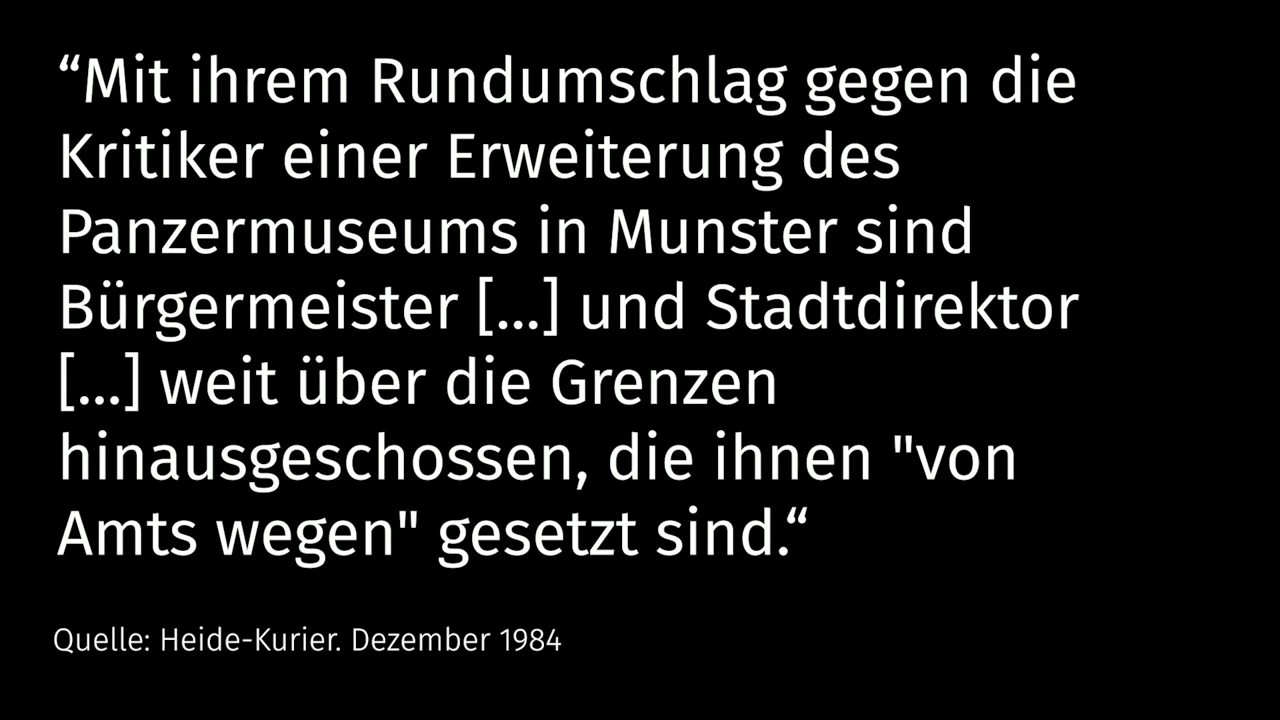 “Mit ihrem Rundumschlag gegen die
Kritiker einer Erweiterung des
Panzermuseums in Munster sind
Bürgermeister [...] und Stadtdirektor
[...] weit über die Grenzen
hinausgeschossen, die ihnen "von
Amts wegen" gesetzt sind.“
Quelle: Heide-Kurier. Dezember 1984